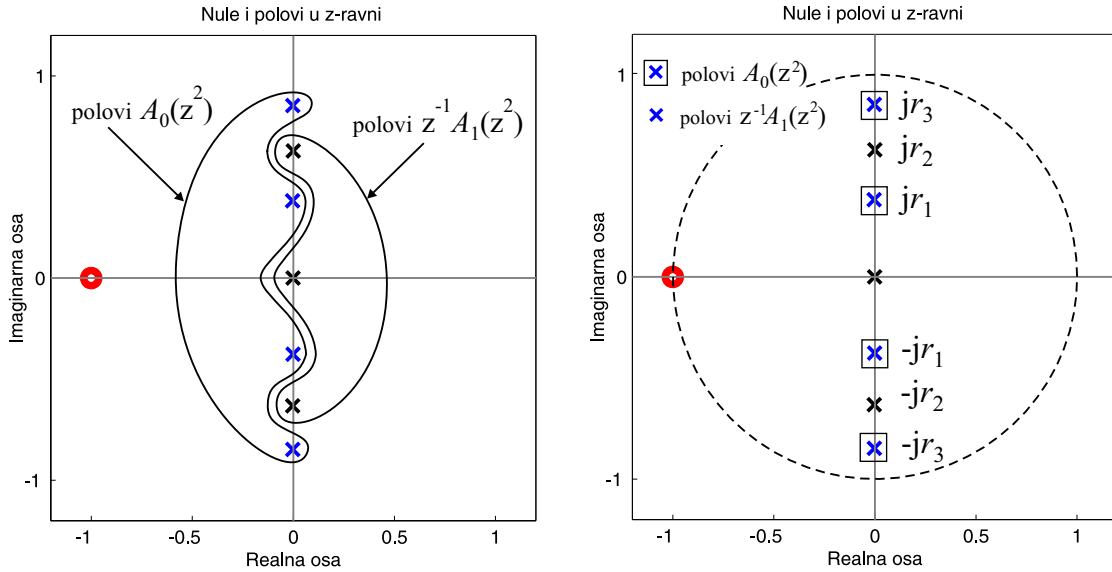 Nule i polovi u z-ravni
1
polovi A₀(z²)
polovi z⁻¹A₁(z²)
Imaginarna osa
0
-1
-1
-0.5
0
0.5
1
Realna osa
Nule i polovi u z-ravni
1
polovi A₀(z²)
polovi z⁻¹A₁(z²)
jr₃
jr₂
jr₁
Imaginarna osa
0
-jr₁
-jr₂
-jr₃
-1
-1
-0.5
0
0.5
1
Realna osa